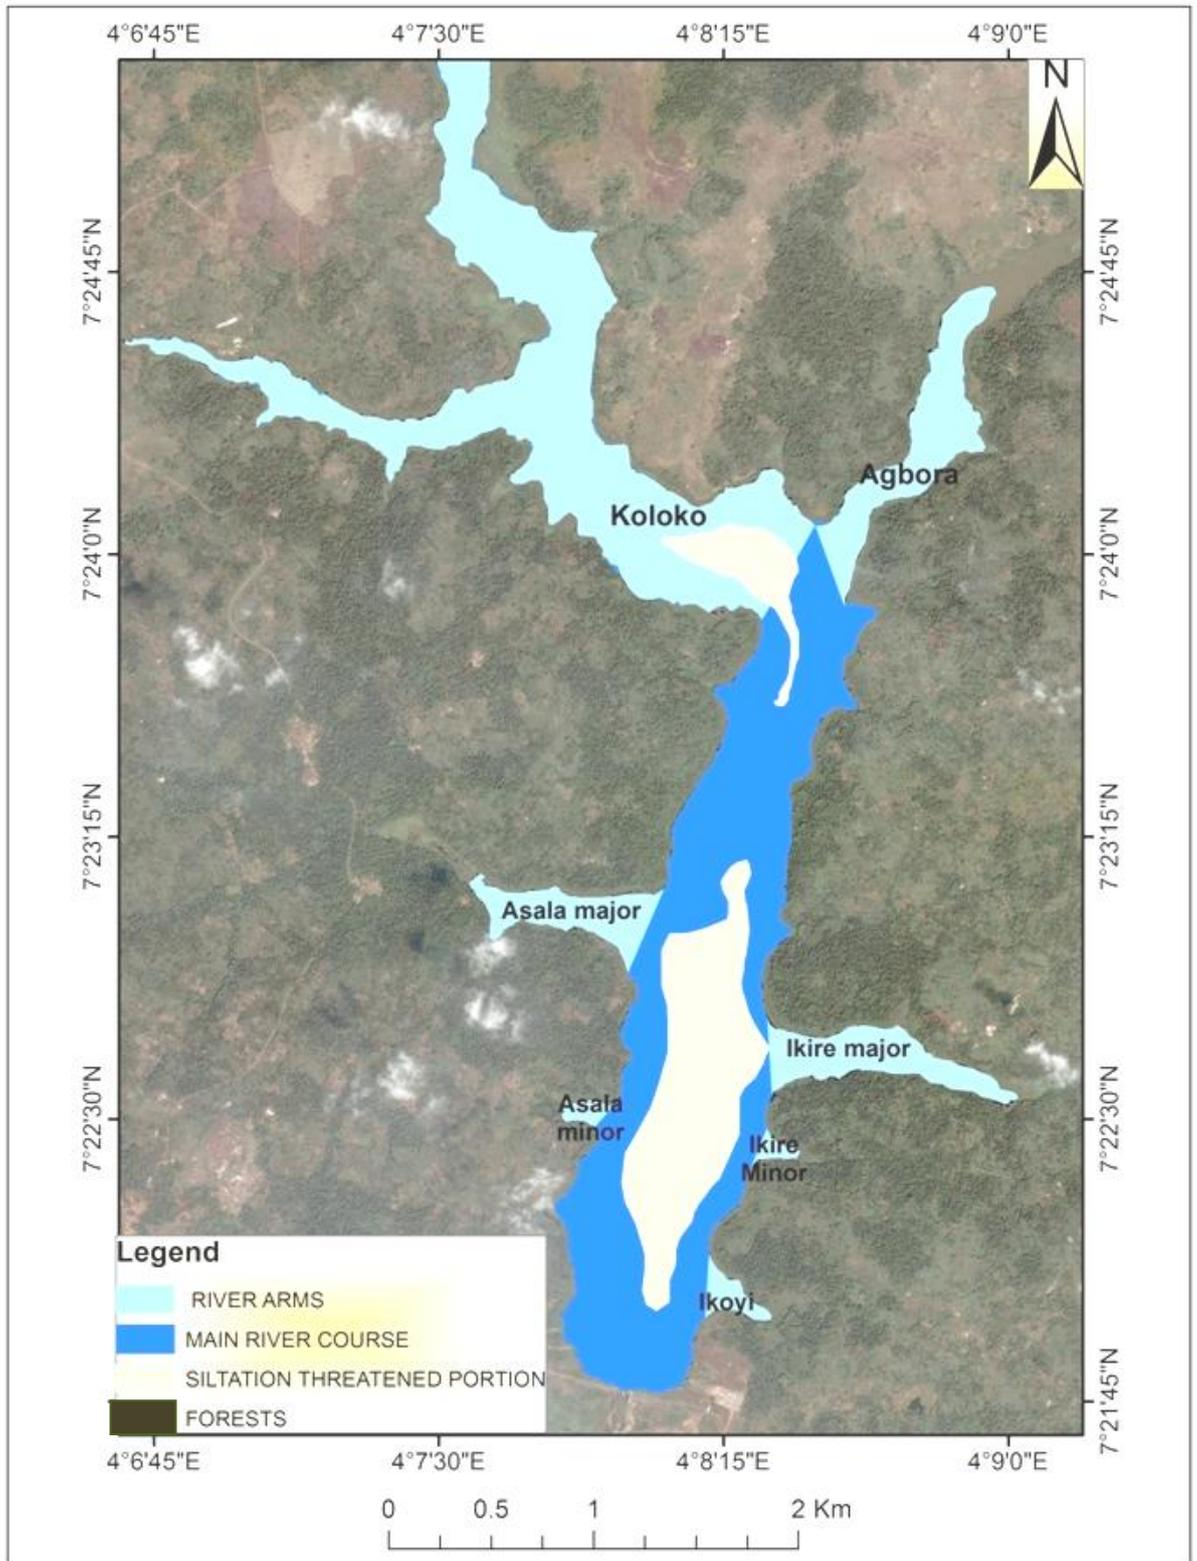 4°6'45"E 4°7'30"E 4°8'15"E 4°9'0"E
N
7°24'45"N 7°24'45"N
Agbora
Koloko
7°24'0"N 7°24'0"N
7°23'15"N 7°23'15"N
Asala major
Ikire major
Asala
minor
7°22'30"N 7°22'30"N
Ikire
Minor
Legend
RIVER ARMS
Ikoyi
MAIN RIVER COURSE
SILTATION THREATENED PORTION
FORESTS
7°21'45"N
4°6'45"E 4°7'30"E 4°8'15"E 4°9'0"E
0 0.5 1 2 Km